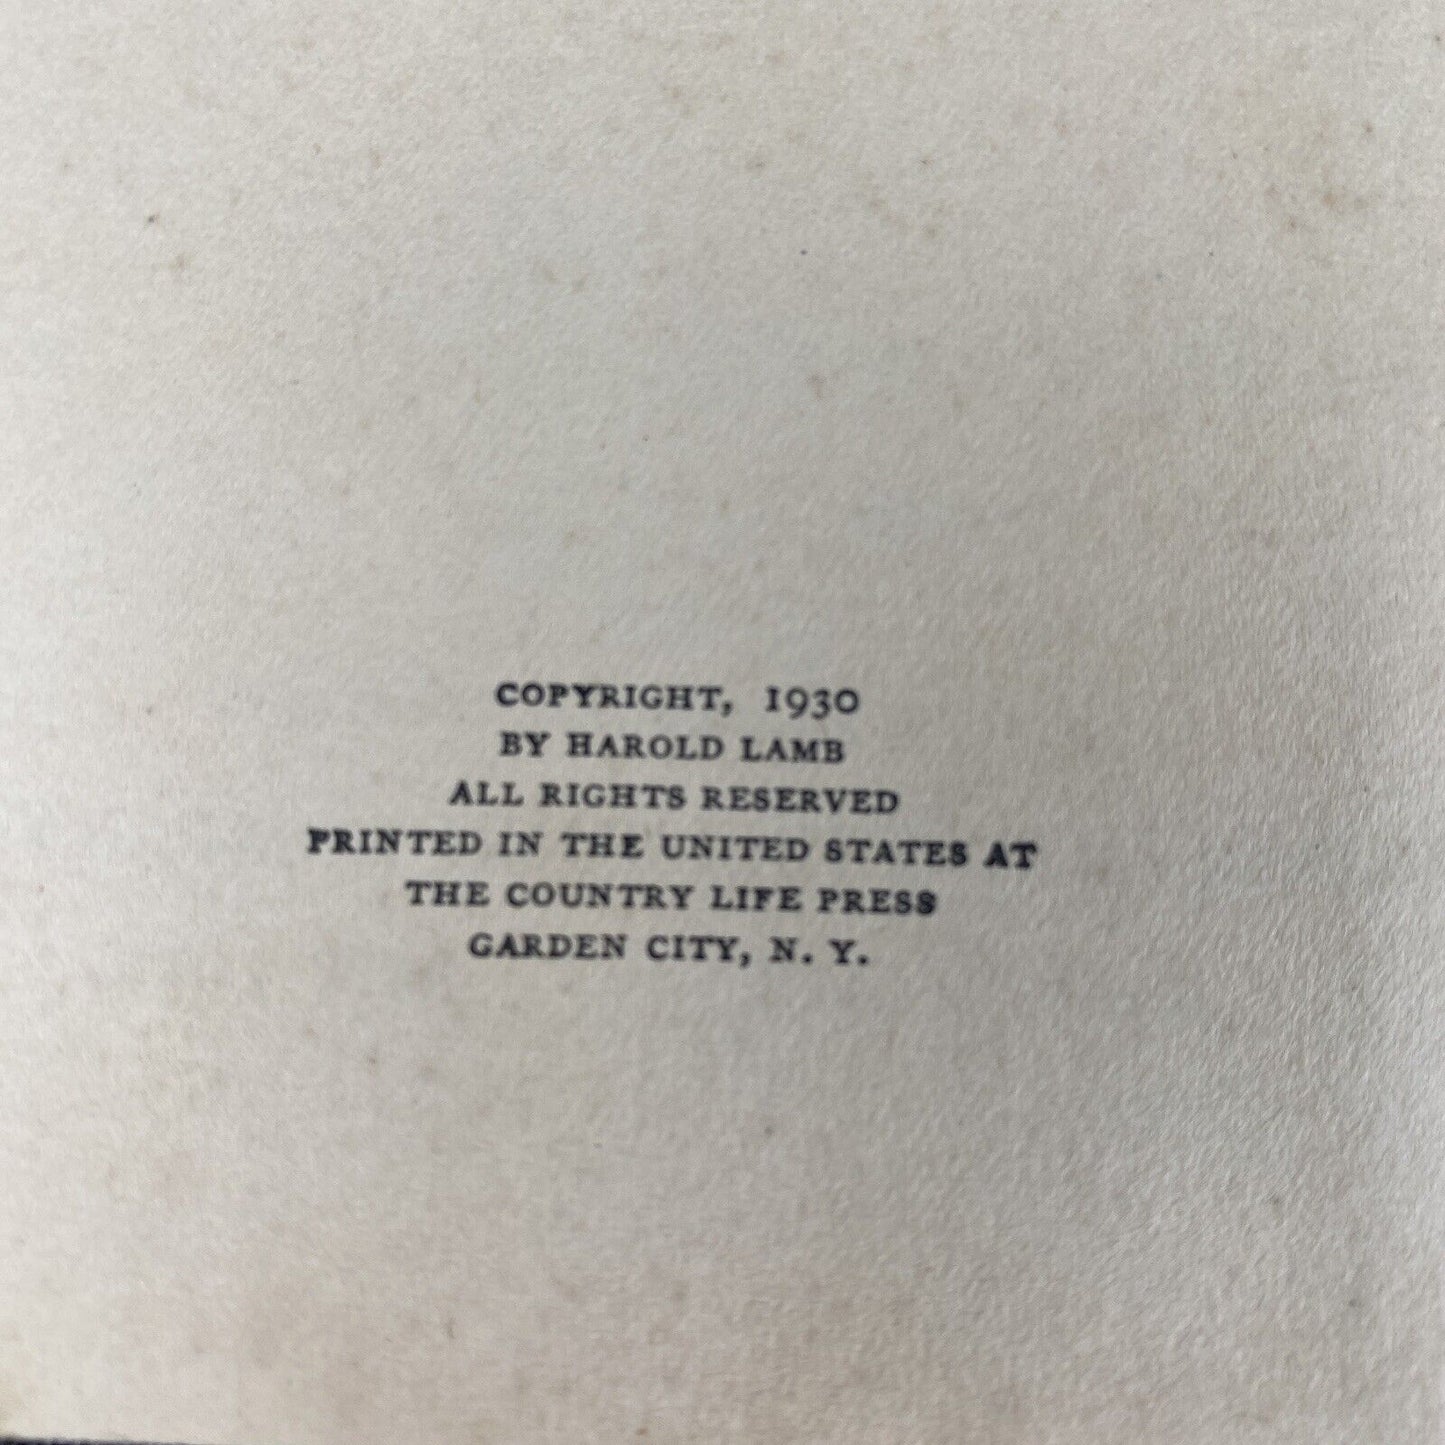 COPYRIGHT, 1930
BY HAROLD LAMB
ALL RIGHTS RESERVED
PRINTED IN THE UNITED STATES AT
THE COUNTRY LIFE PRESS
GARDEN CITY, N. Y.